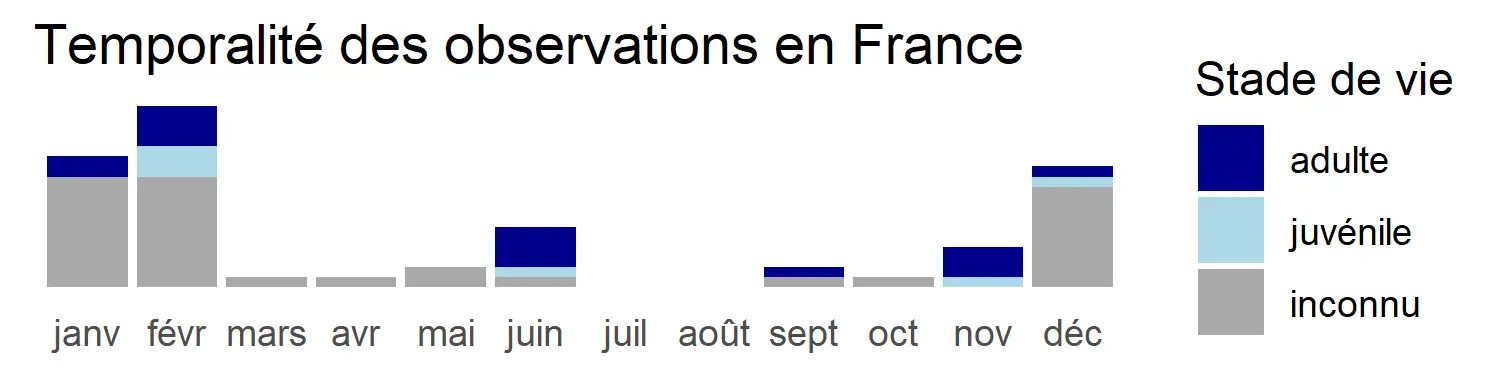 Temporalité des observations en France
Stade de vie
adulte
juvénile
inconnu
janv févr mars avr mai juin juil août sept oct nov déc